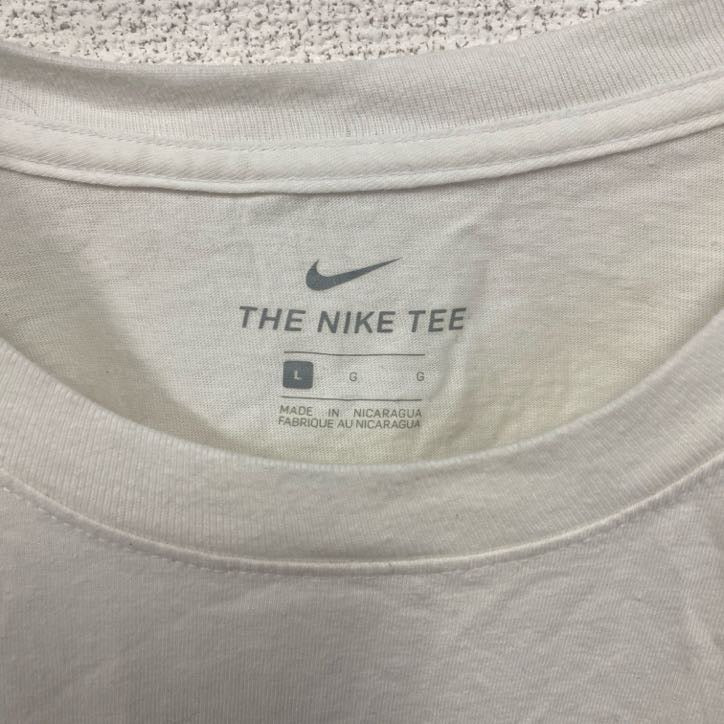 THE NIKE TEE
L G G
MADE IN NICARAGUA
FABRIQUE AU NICARAGUA